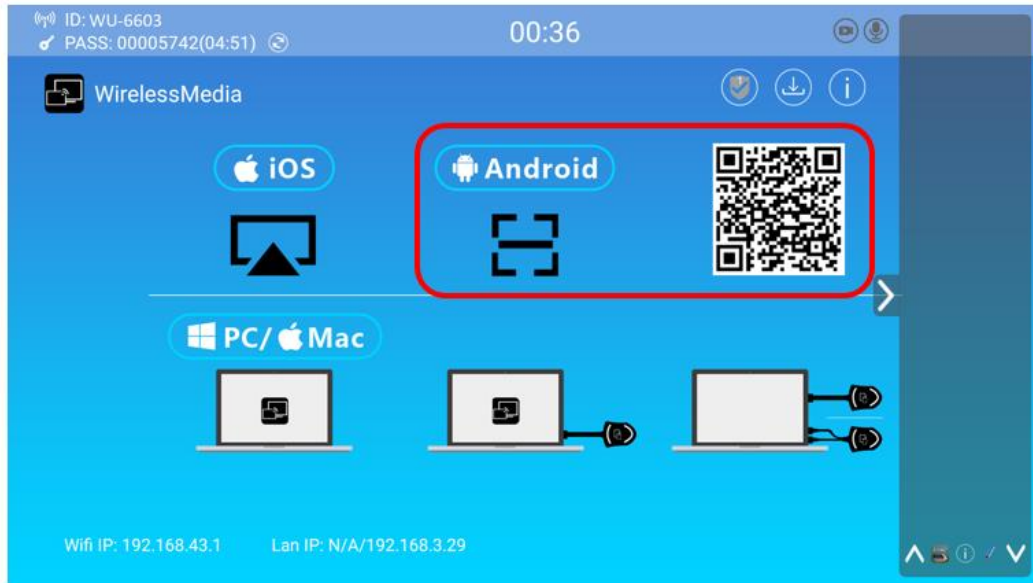 ID: WU-6603
PASS: 00005742(04:51)
00:36
WirelessMedia
iOS
Android
PC/ Mac
Wifi IP: 192.168.43.1
Lan IP: N/A/192.168.3.29